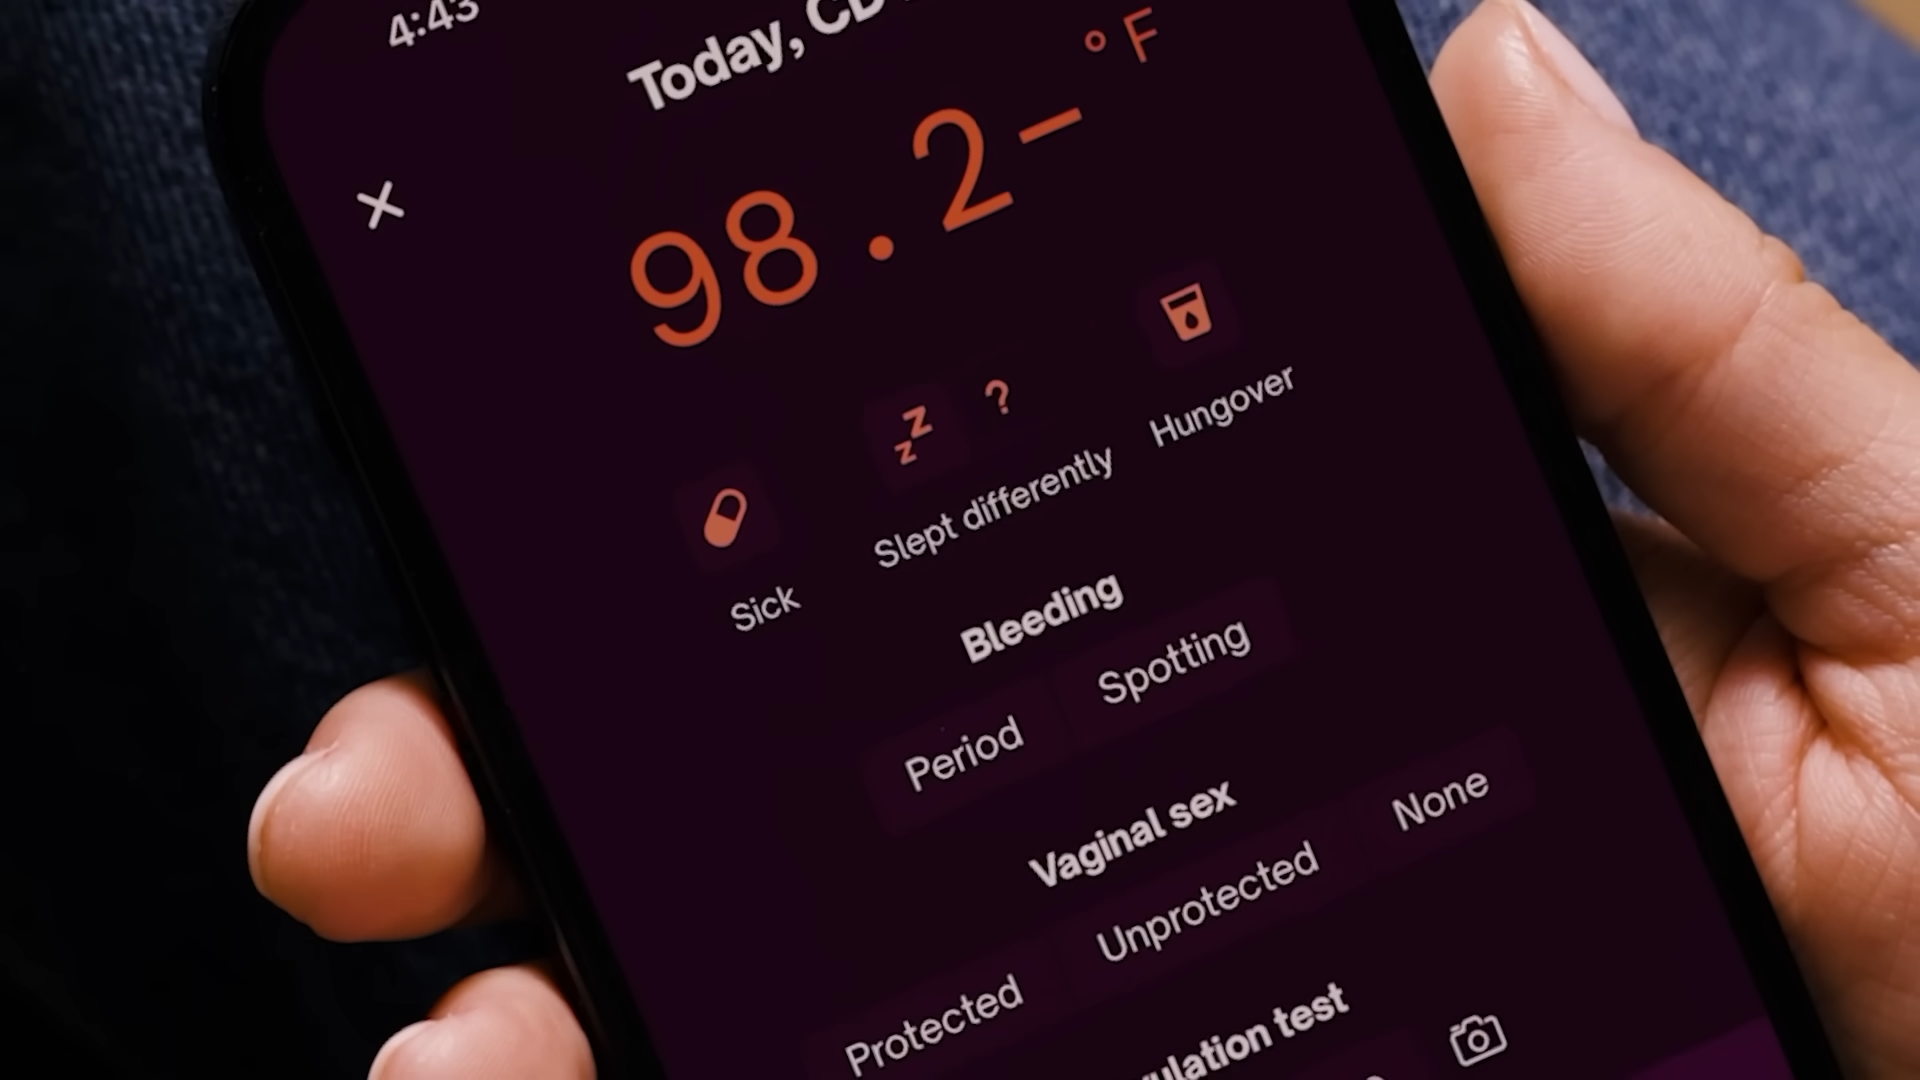 4:43
Today, CD
98.2– °F
?
Sick
Slept differently
Hungover
Bleeding
Period
Spotting
Vaginal sex
Protected
Unprotected
None
test